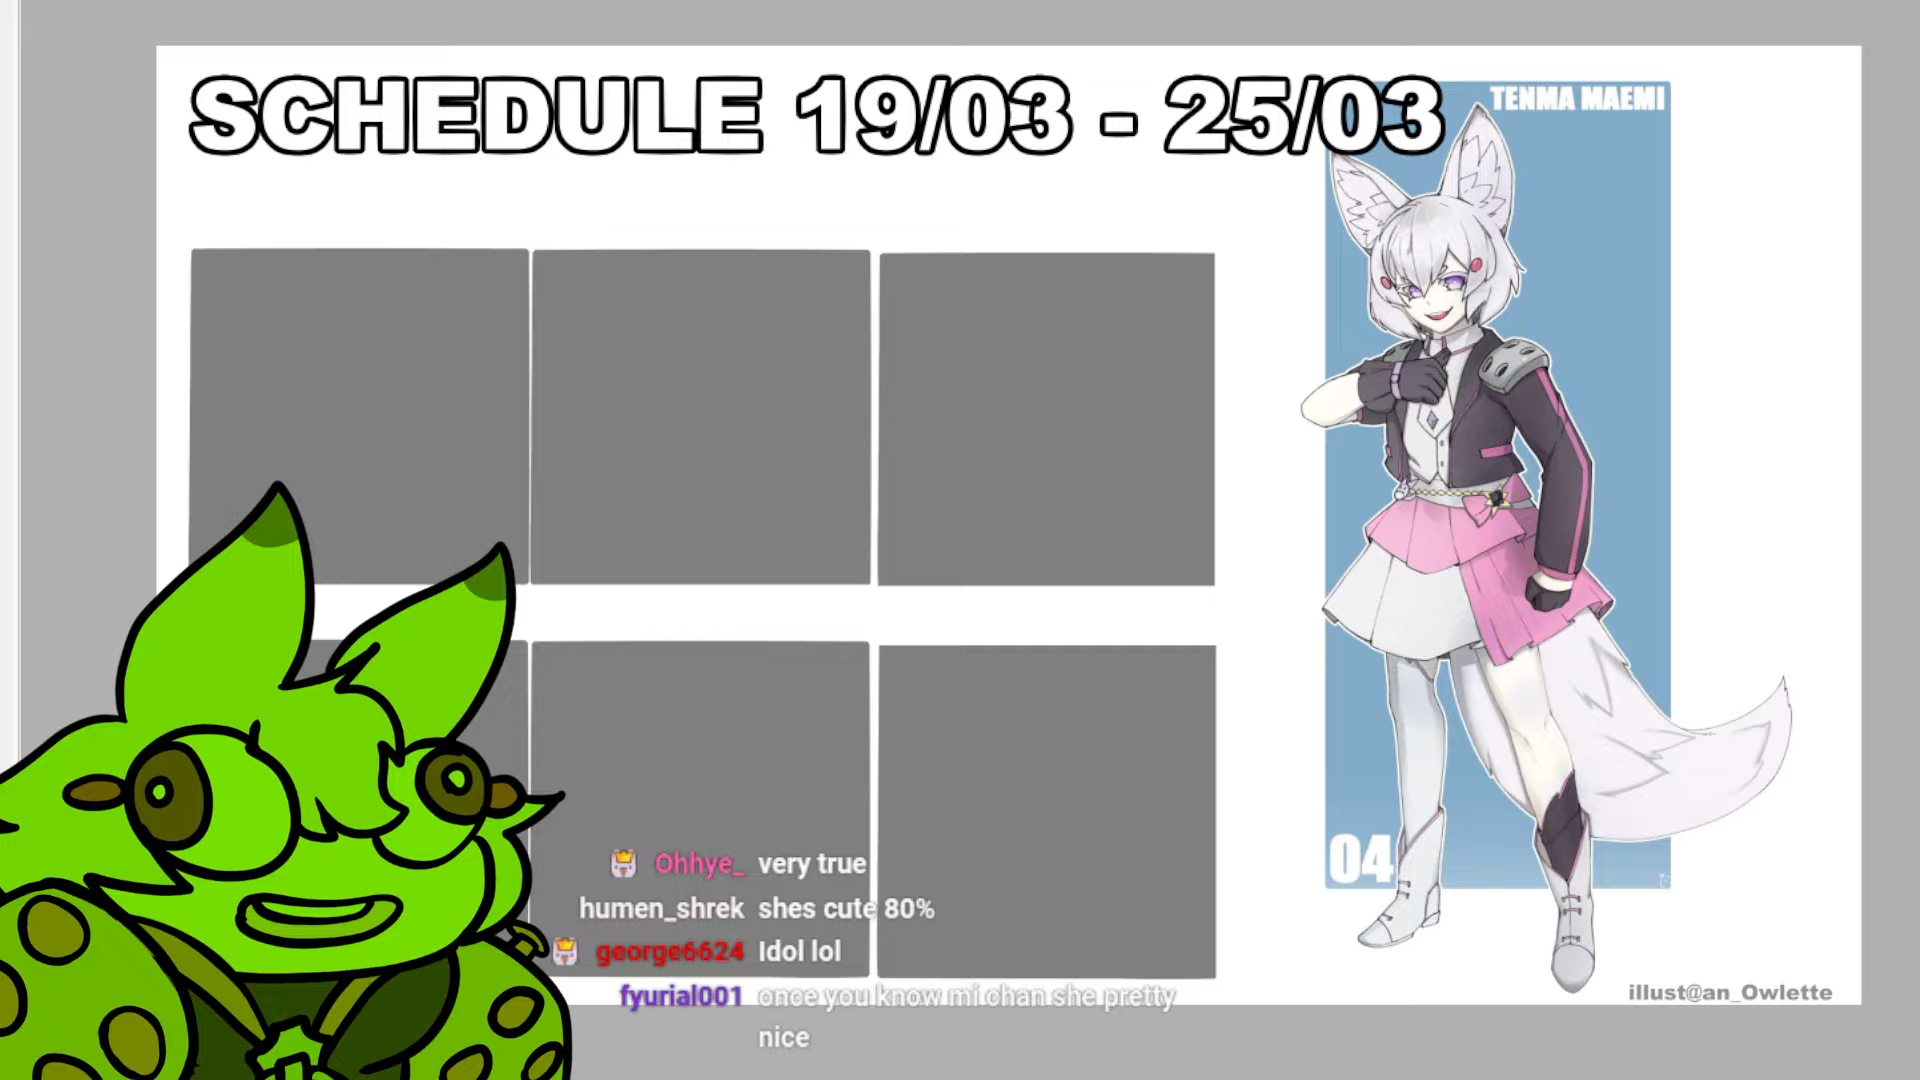 SCHEDULE 19/03 - 25/03
TENMA MAEMI
Ohhye_ very true
humen_shrek shes cute 80%
george6624 Idol lol
fyurial001 once you know mi chan she pretty
nice
04
illust@an_Owlette